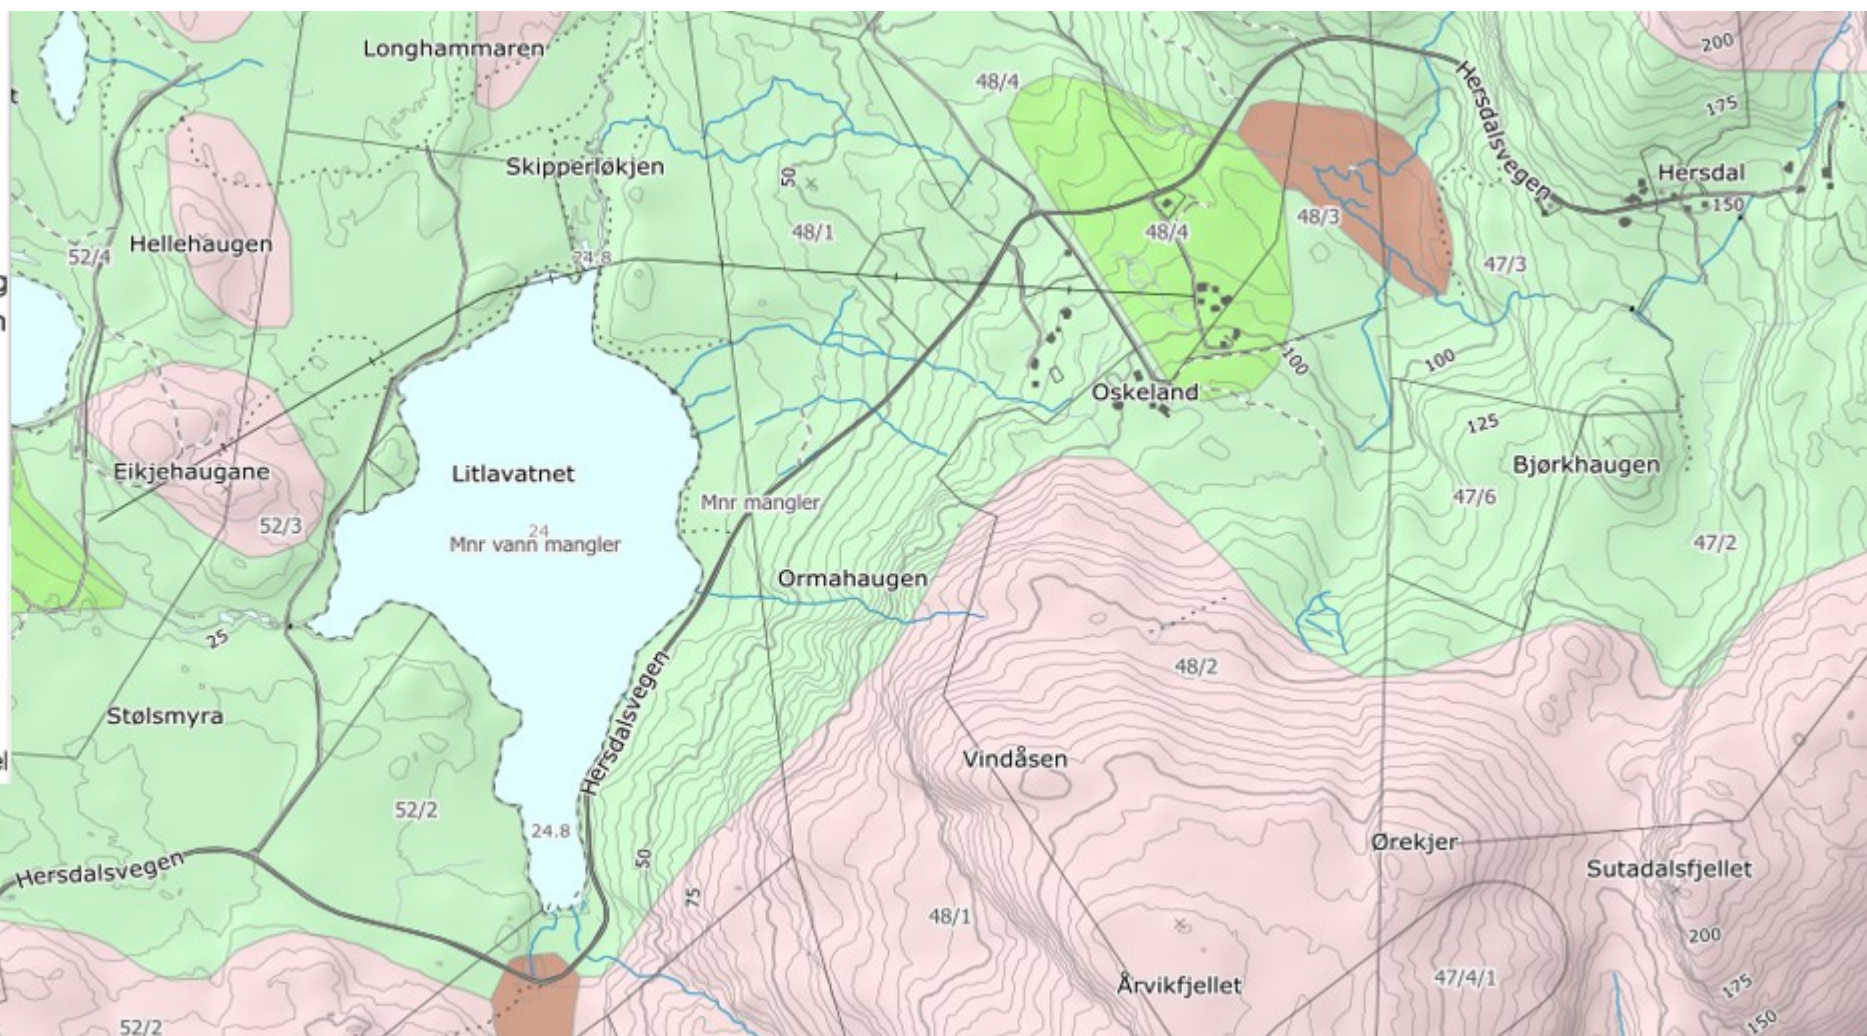 200
Longhammaren
48/4
t
175
Hersdalsvegen
Skipperløkjen
Hersdal
50
150
48/3
48/1
48/4
Hellehaugen
52/4
24.8
47/3
g
n
100
100
Oskeland
125
Bjørkhaugen
Eikjehaugane
Litlavatnet
47/6
Mnr mangler
52/3
24
Mnr vann mangler
47/2
Ormahaugen
25
48/2
Hersdalsvegen
Stølsmyra
el
Vindåsen
52/2
24.8
Ørekjer
50
Hersdalsvegen
Sutadalsfjellet
75
48/1
200
47/4/1
Årvikfjellet
175
52/2
150